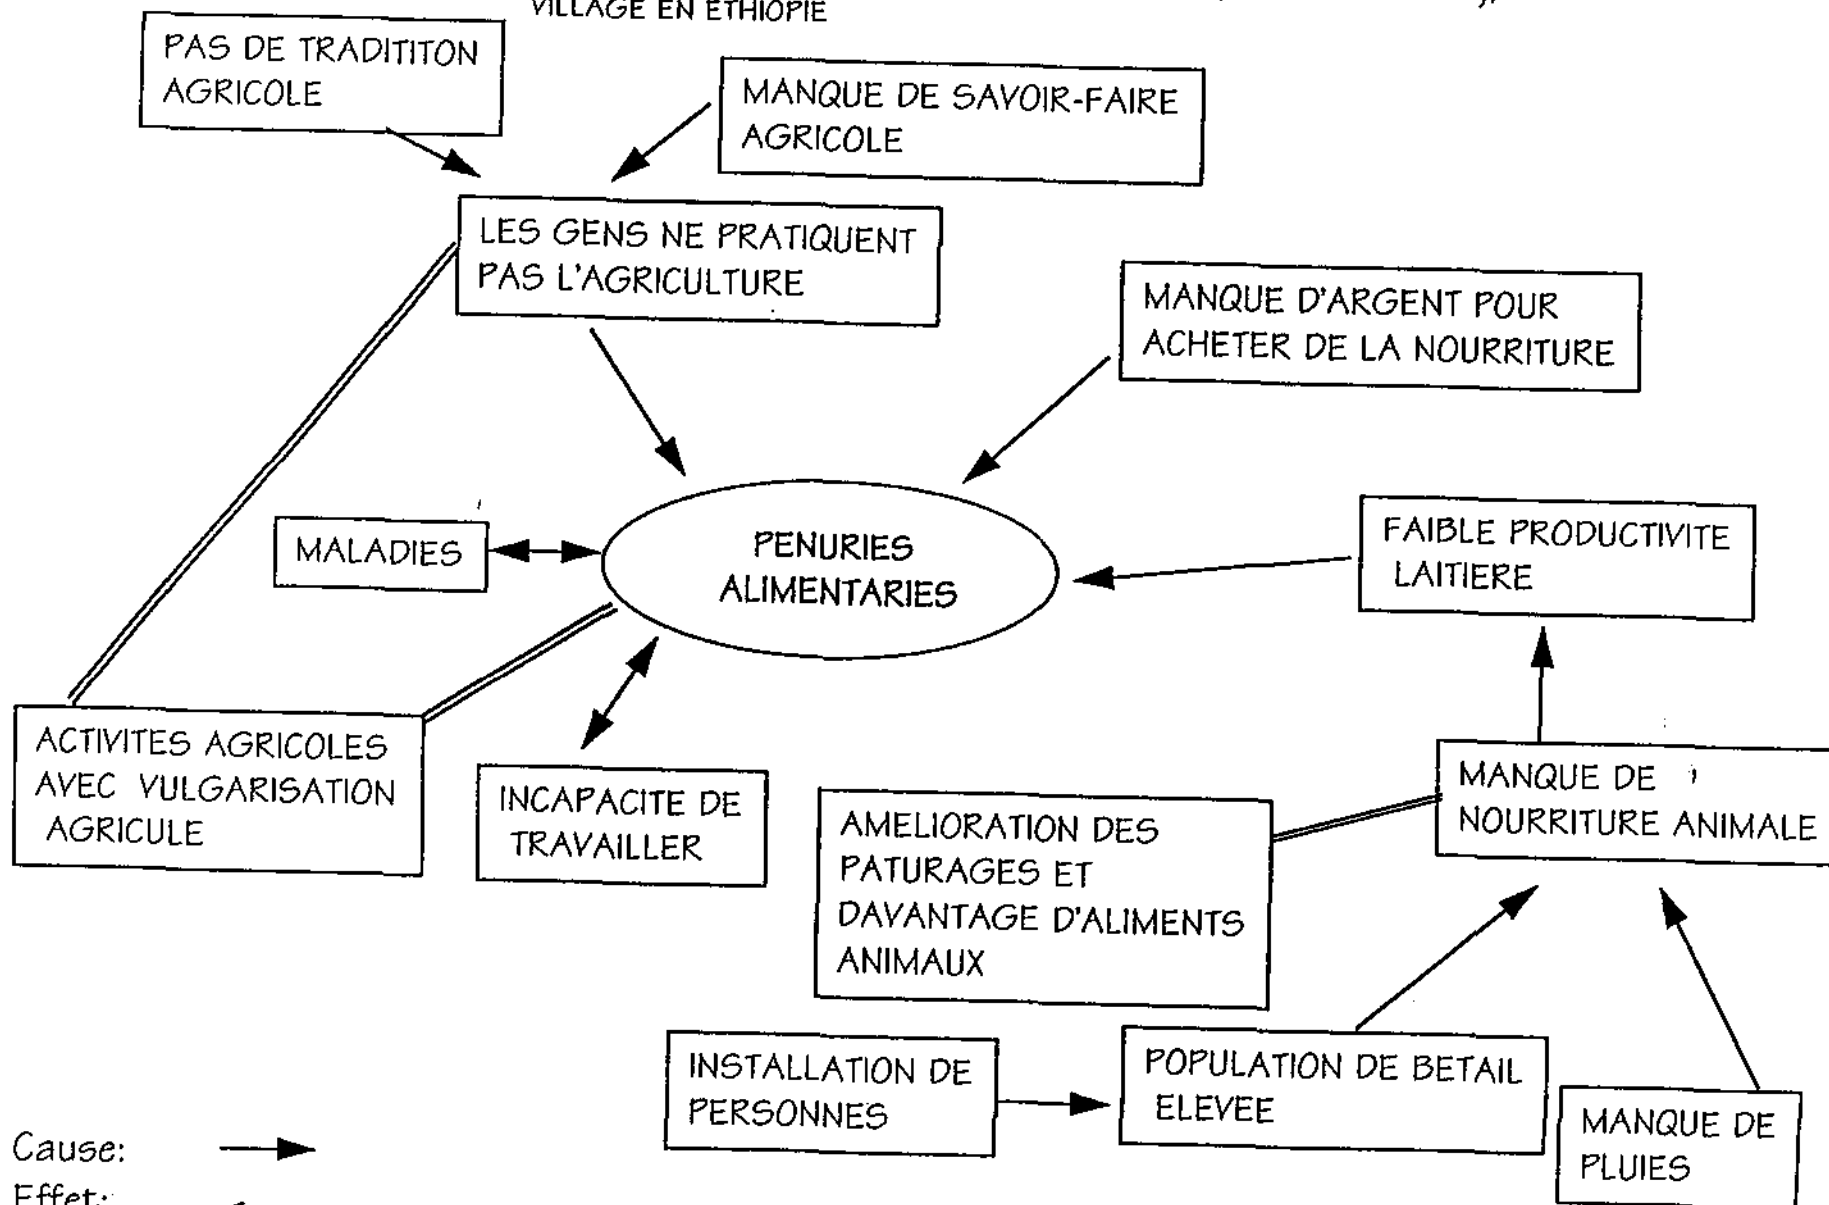 VILLAGE EN ETHIOPIE
PAS DE TRADITITON
AGRICOLE
MANQUE DE SAVOIR-FAIRE
AGRICOLE
LES GENS NE PRATIQUENT
PAS L'AGRICULTURE
MANQUE D'ARGENT POUR
ACHETER DE LA NOURRITURE
MALADIES
PENURIES
ALIMENTARIES
FAIBLE PRODUCTIVITE
LAITIERE
ACTIVITES AGRICOLES
AVEC VULGARISATION
AGRICULE
INCAPACITE DE
TRAVAILLER
AMELIORATION DES
PATURAGES ET
DAVANTAGE D'ALIMENTS
ANIMAUX
MANQUE DE
NOURRITURE ANIMALE
INSTALLATION DE
PERSONNES
POPULATION DE BETAIL
ELEVEE
MANQUE DE
PLUIES
Cause:
Effet: